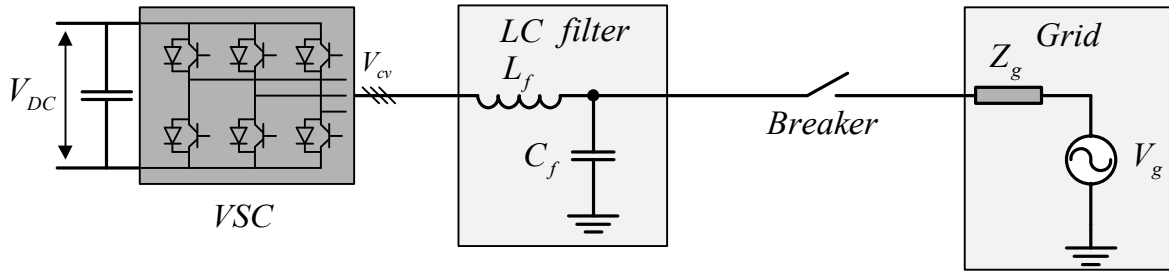 V_DC
VSC
V_cv
LC filter
L_f
C_f
Breaker
Grid
Z_g
V_g